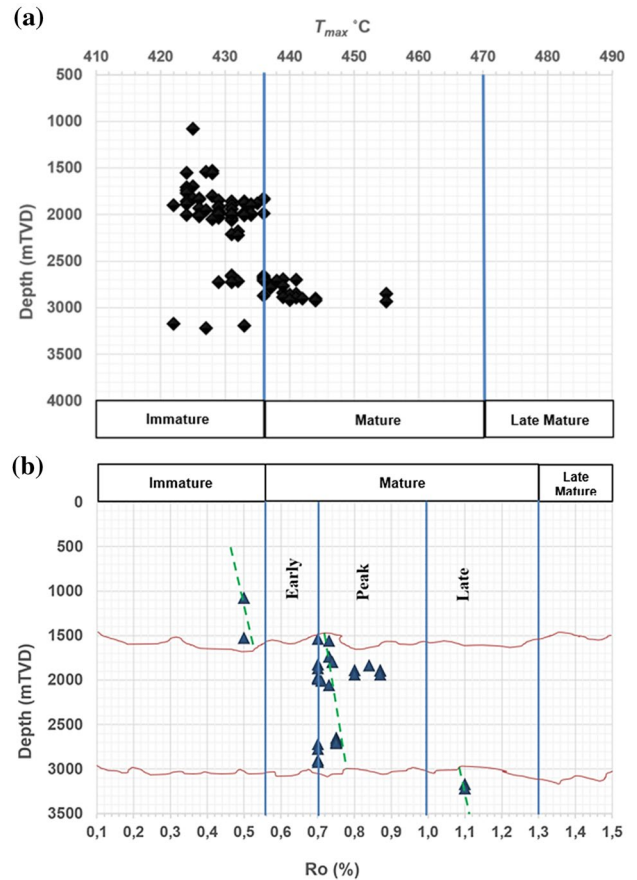 (a)
Tmax °C
410 420 430 440 450 460 470 480 490
500
1000
1500
2000
2500
3000
3500
4000
Depth (mTVD)
Immature Mature Late Mature
(b)
Immature Mature Late Mature
0
500
1000
1500
2000
2500
3000
3500
Depth (mTVD)
Early
Peak
Late
0,1 0,2 0,3 0,4 0,5 0,6 0,7 0,8 0,9 1,0 1,1 1,2 1,3 1,4 1,5
Ro (%)